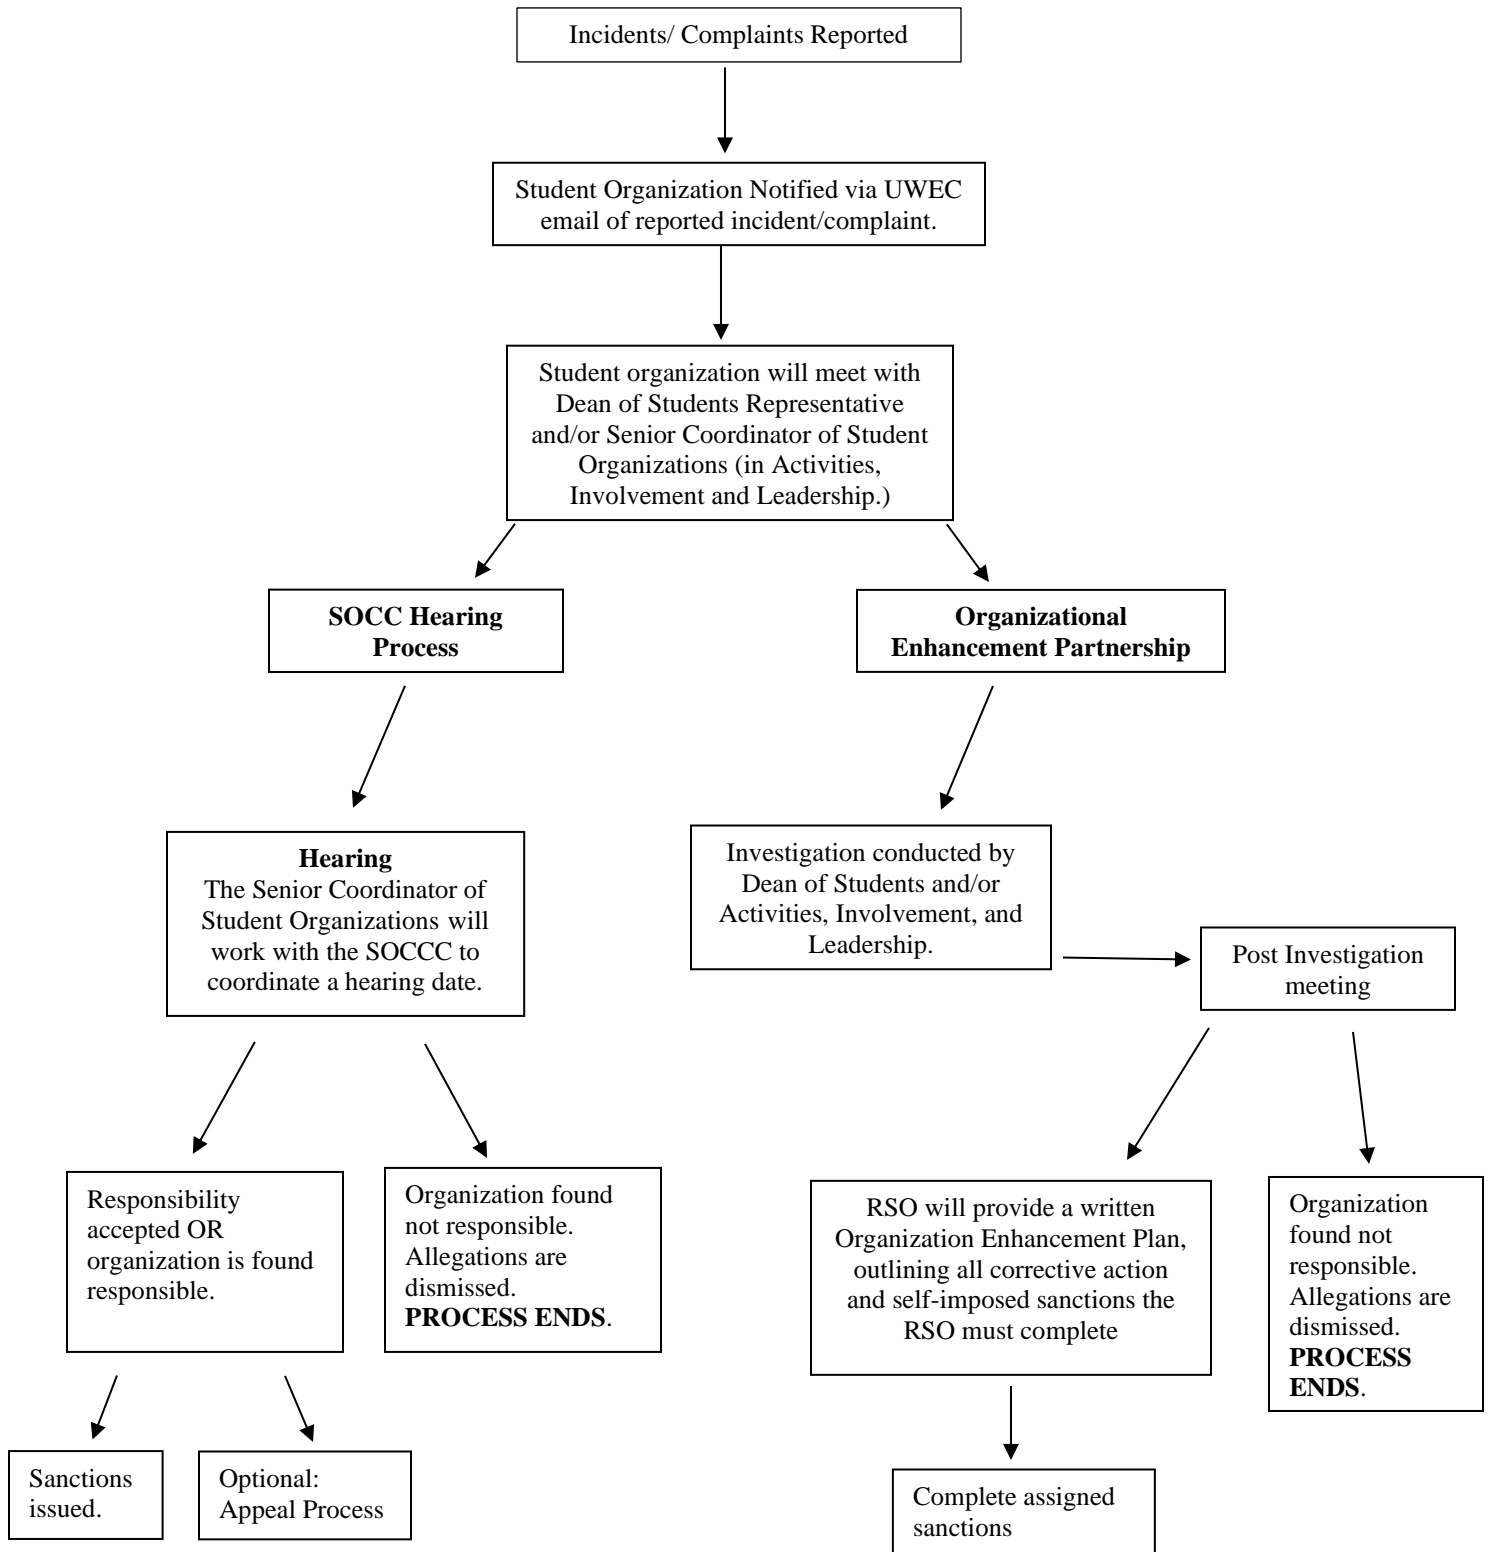 Incidents/ Complaints Reported
Student Organization Notified via UWEC
email of reported incident/complaint.
Student organization will meet with
Dean of Students Representative
and/or Senior Coordinator of Student
Organizations (in Activities,
Involvement and Leadership.)
SOCC Hearing
Process
Organizational
Enhancement Partnership
Hearing
The Senior Coordinator of
Student Organizations will
work with the SOCCC to
coordinate a hearing date.
Investigation conducted by
Dean of Students and/or
Activities, Involvement, and
Leadership.
Post Investigation
meeting
Responsibility
accepted OR
organization is found
responsible.
Organization found
not responsible.
Allegations are
dismissed.
PROCESS ENDS.
RSO will provide a written
Organization Enhancement Plan,
outlining all corrective action
and self-imposed sanctions the
RSO must complete
Organization
found not
responsible.
Allegations are
dismissed.
PROCESS
ENDS.
Sanctions
issued.
Optional:
Appeal Process
Complete assigned
sanctions